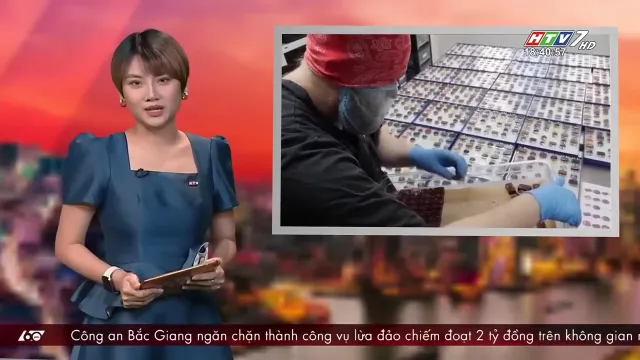 HTV7 HD
18:40:57
HTV
60
Công an Bắc Giang ngăn chặn thành công vụ lừa đảo chiếm đoạt 2 tỷ đồng trên không gian